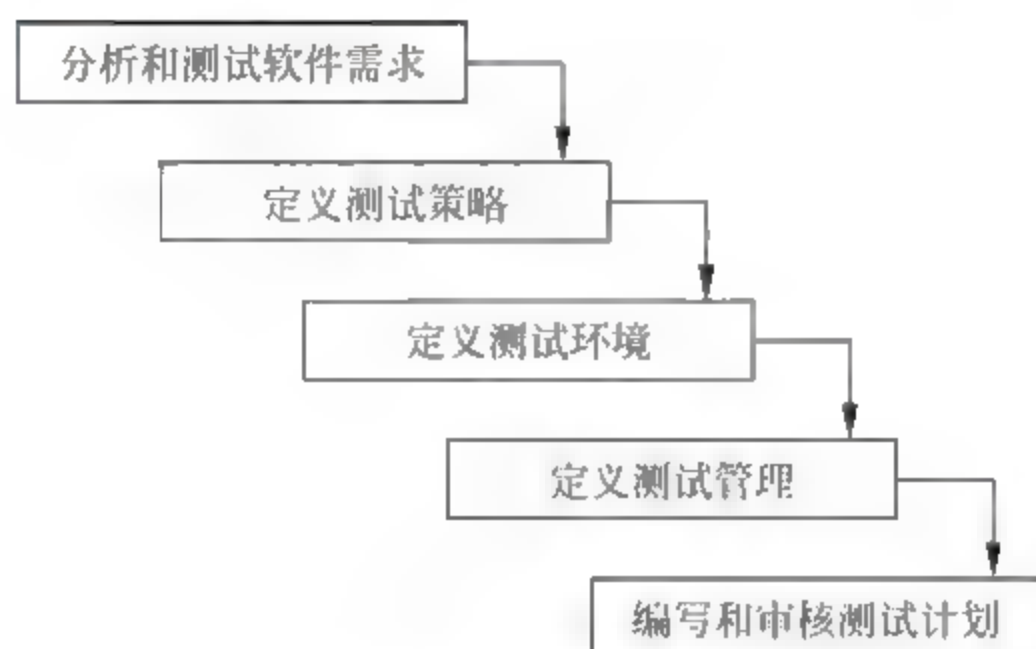 分析和测试软件需求
定义测试策略
定义测试环境
定义测试管理
编写和审核测试计划